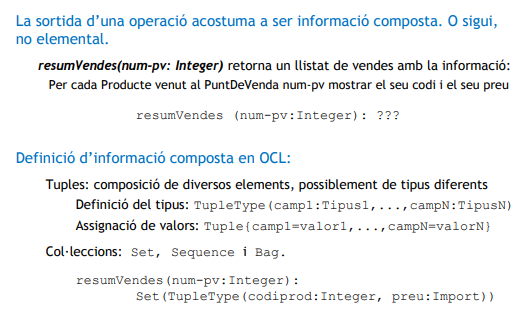 La sortida d’una operació acostuma a ser informació composta. O sigui,
no elemental.
resumVendes(num-pv: Integer) retorna un llistat de vendes amb la informació:
Per cada Producte venut al PuntDeVenda num-pv mostrar el seu codi i el seu preu
resumVendes (num-pv:Integer): ???
Definició d’informació composta en OCL:
Tuples: composició de diversos elements, possiblement de tipus diferents
Definició del tipus: TupleType(camp1:Tipus1,...,campN:TipusN)
Assignació de valors: Tuple{camp1=valor1,...,campN=valorN}
Col·leccions: Set, Sequence i Bag.
resumVendes(num-pv:Integer):
Set(TupleType(codiprod:Integer, preu:Import))